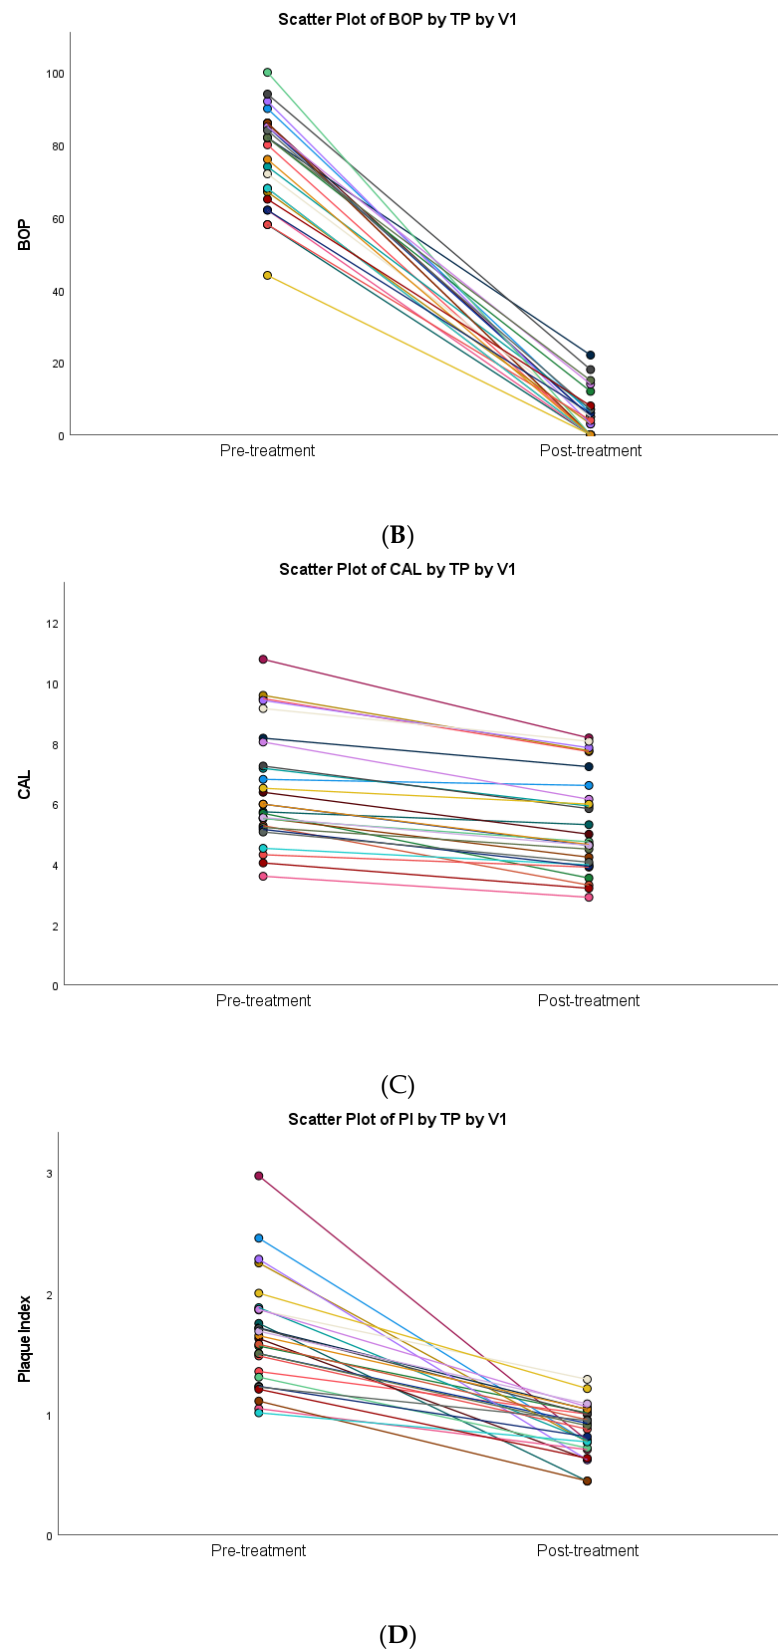 Scatter Plot of BOP by TP by V1
100
80
60
40
20
0
BOP
Pre-treatment
Post-treatment
(B)
Scatter Plot of CAL by TP by V1
12
10
8
6
4
2
0
CAL
Pre-treatment
Post-treatment
(C)
Scatter Plot of PI by TP by V1
3
2
1
0
Plaque Index
Pre-treatment
Post-treatment
(D)